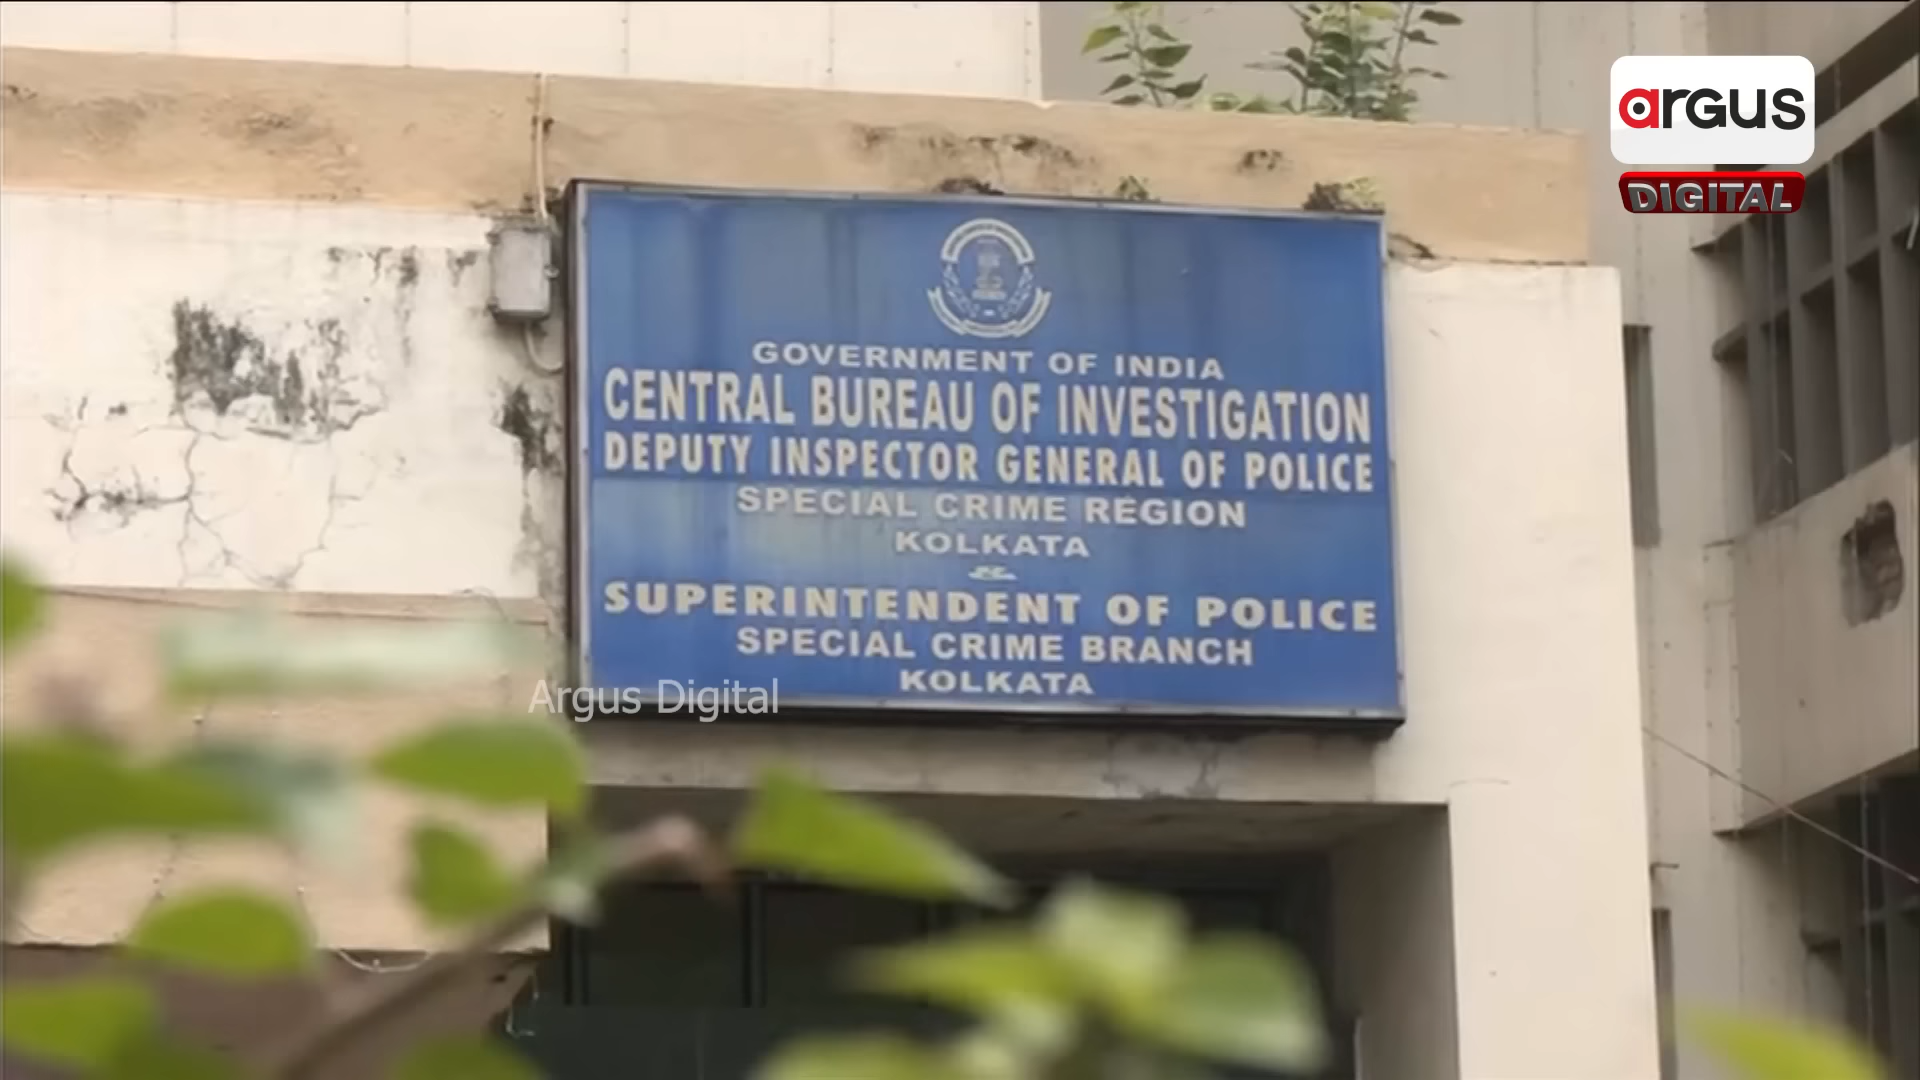 argus
DIGITAL
GOVERNMENT OF INDIA
CENTRAL BUREAU OF INVESTIGATION
DEPUTY INSPECTOR GENERAL OF POLICE
SPECIAL CRIME REGION
KOLKATA
&
SUPERINTENDENT OF POLICE
SPECIAL CRIME BRANCH
KOLKATA
Argus Digital